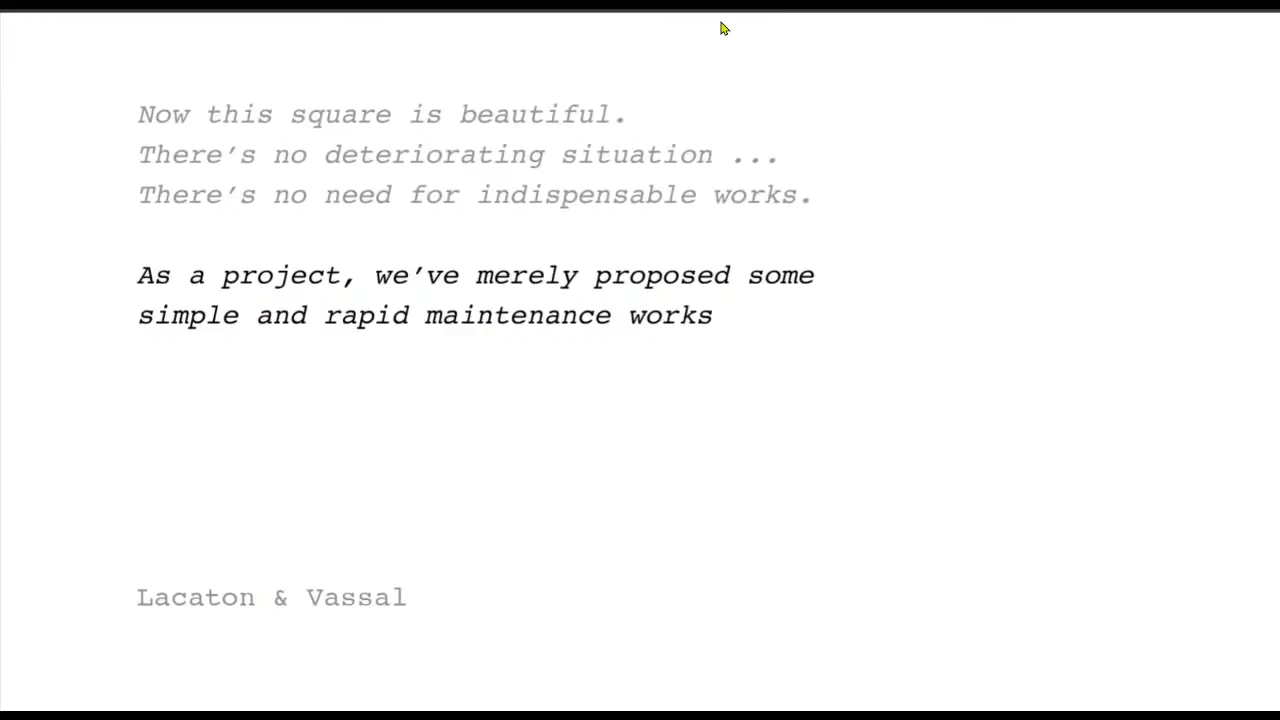 Now this square is beautiful.
There’s no deteriorating situation ...
There’s no need for indispensable works.
As a project, we’ve merely proposed some
simple and rapid maintenance works
Lacaton & Vassal